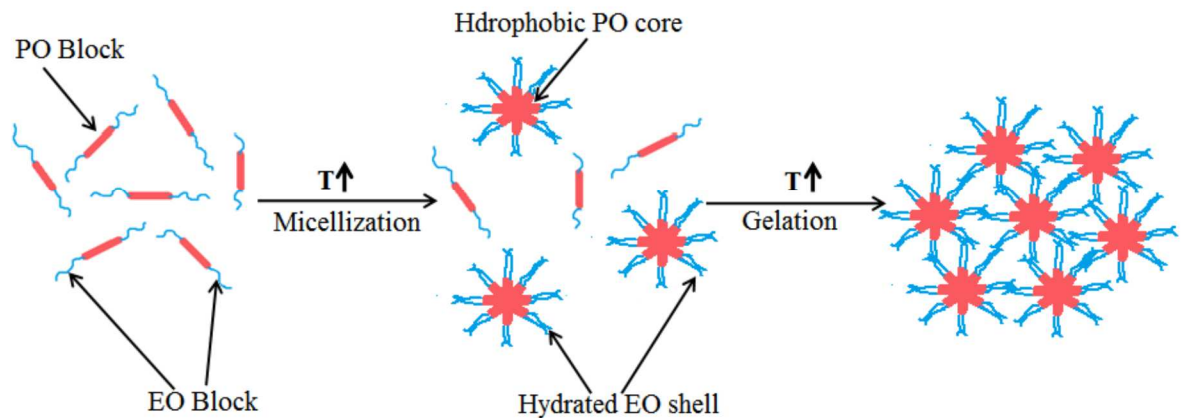 Hdrophobic PO core
PO Block
T↑
Micellization
T↑
Gelation
EO Block
Hydrated EO shell